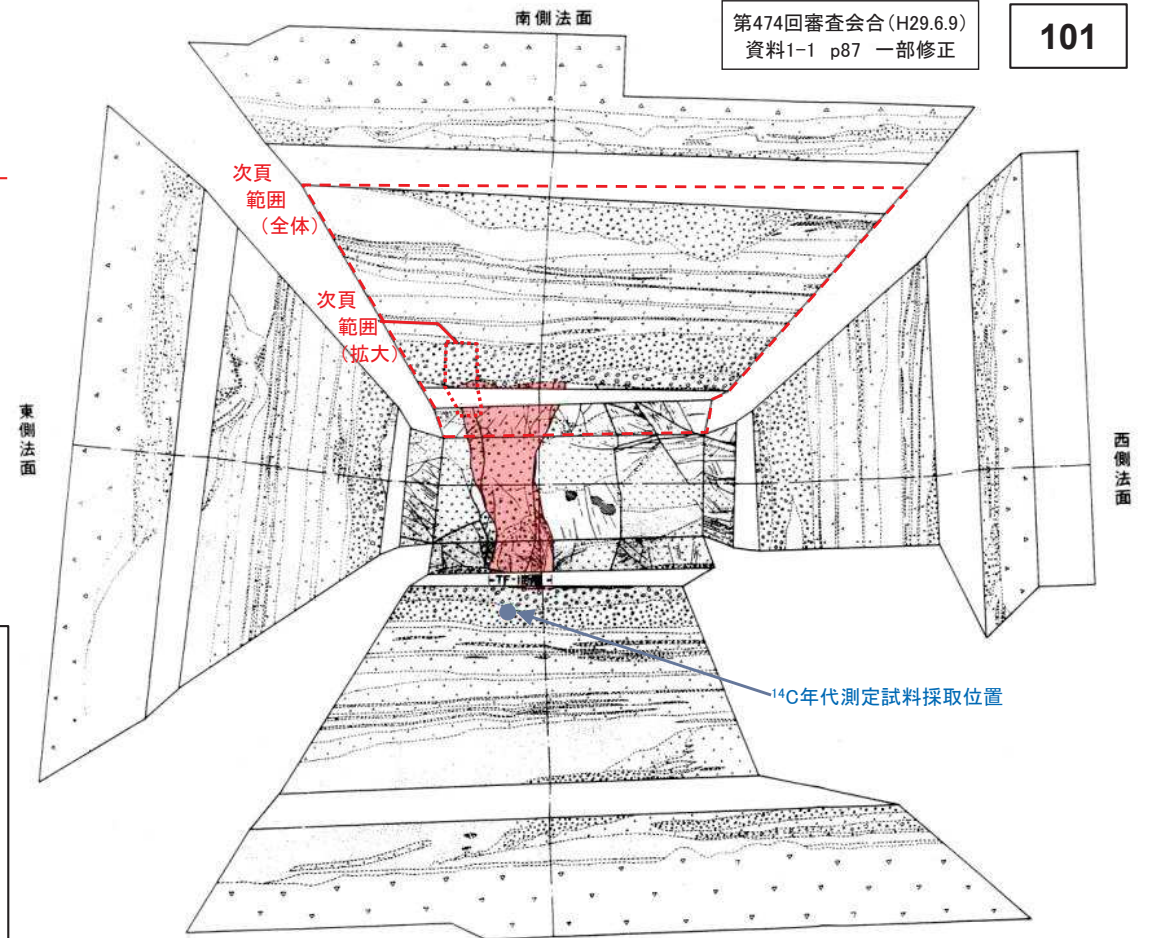 南側法面
第474回審査会合(H29.6.9)
資料1-1 p87 一部修正
101
次頁
範囲
(全体)
次頁
範囲
(拡大)
東側法面
西側法面
¹⁴C年代測定試料採取位置